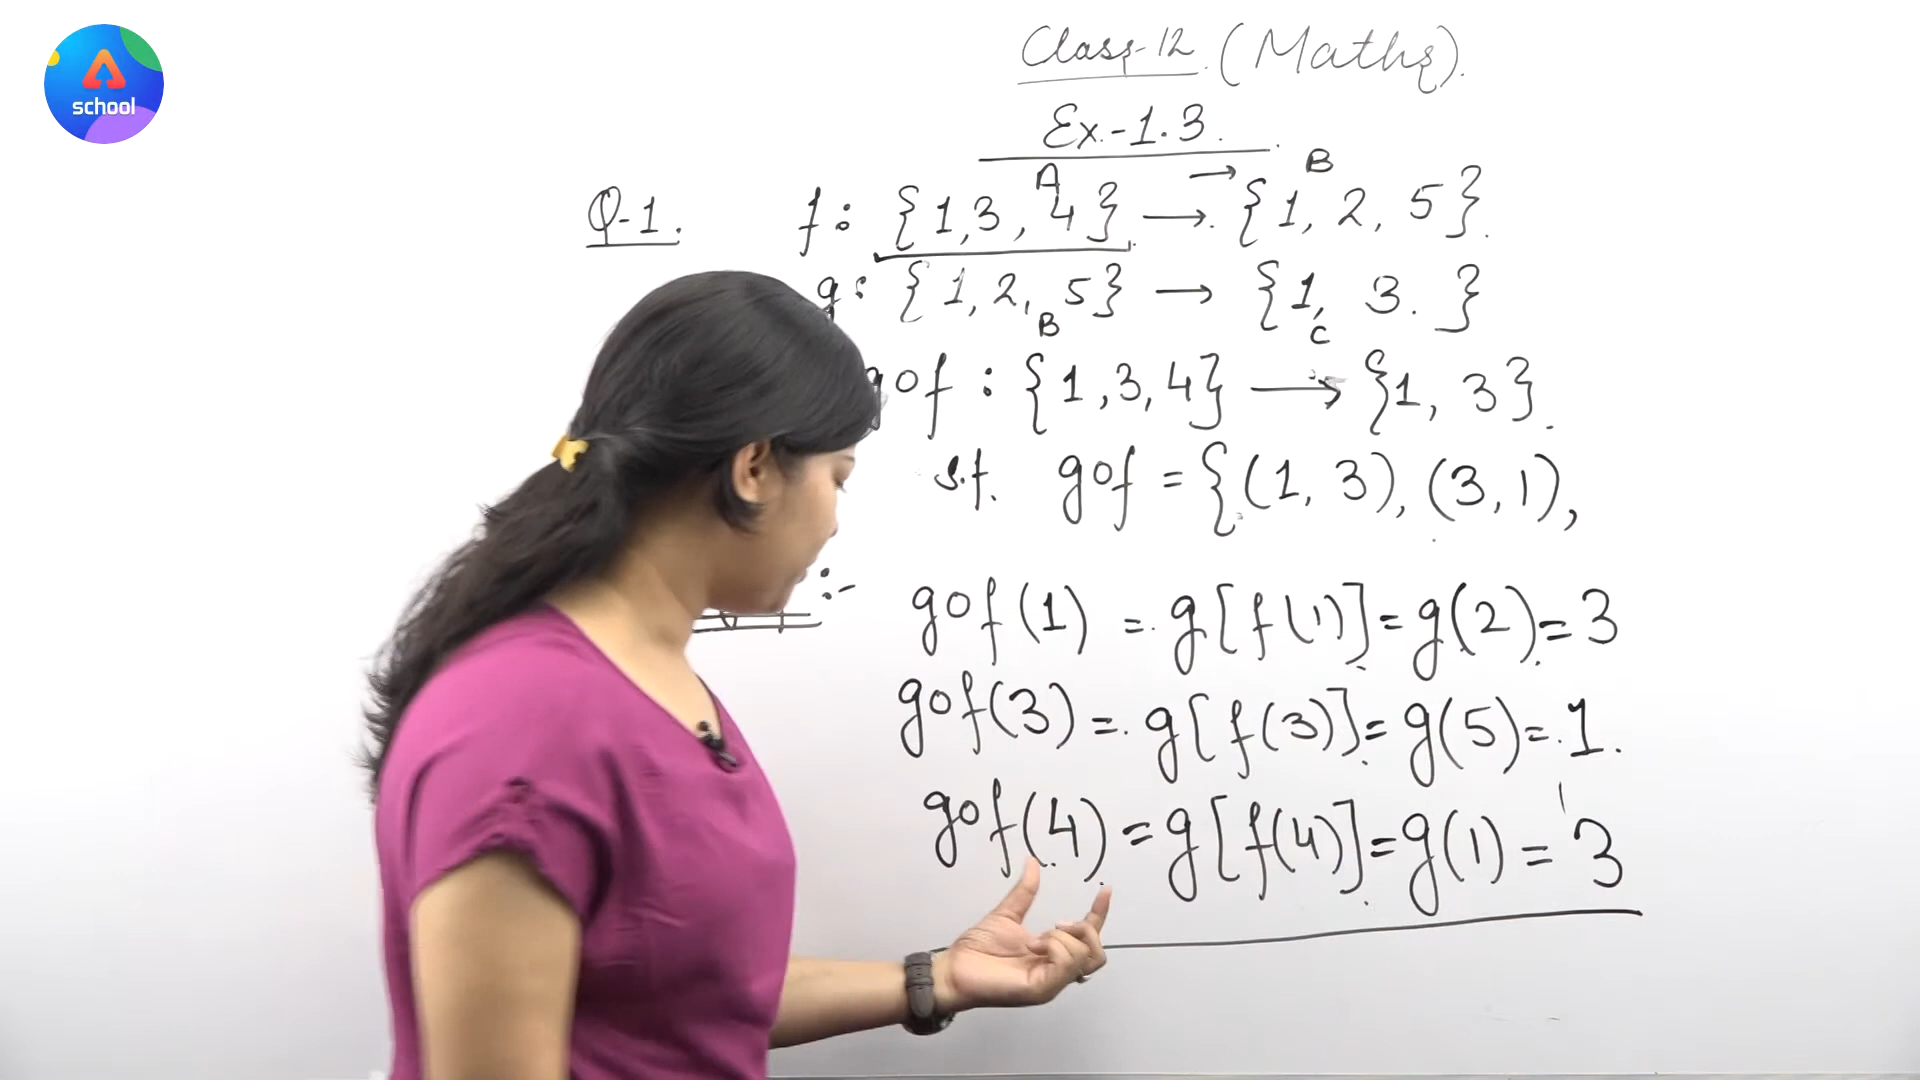 A
school
Class-12 (Maths).
Ex.-1.3.
Q-1. f: {1,3, 4} → {1, 2, 5}.
A → B
g: {1, 2, 5} → {1, 3. }
B C
gof : {1,3,4} → {1, 3}.
s.t. gof = {(1, 3), (3, 1),
:- gof(1) = g[f(1)] = g(2) = 3
gof(3) = g[f(3)] = g(5) = 1.
gof(4) = g[f(4)] = g(1) = 3